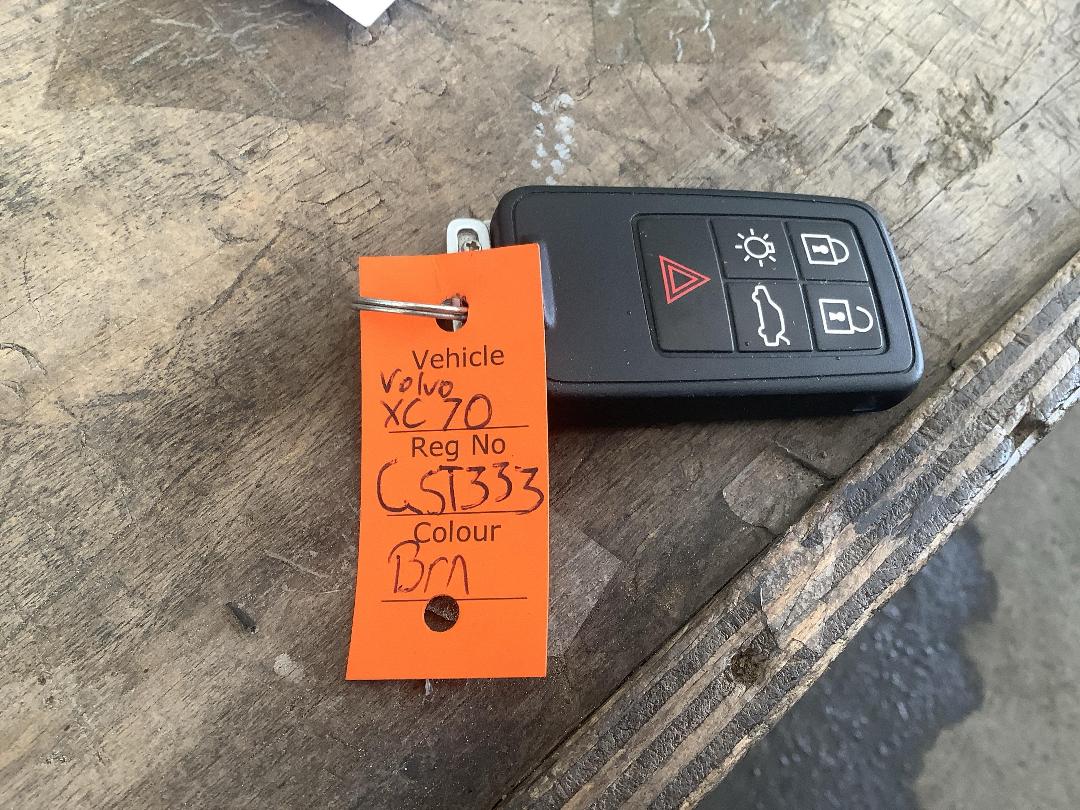 Vehicle
Volvo
XC 70
Reg No
GST333
Colour
Brn